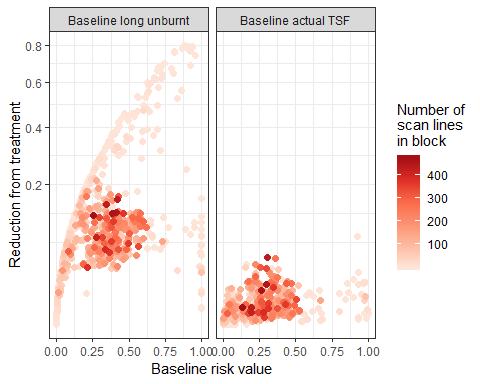 Baseline long unburnt
Baseline actual TSF
Reduction from treatment
0.8
0.6
0.4
0.2
0.00
0.25
0.50
0.75
1.00
0.00
0.25
0.50
0.75
1.00
Baseline risk value
Number of
scan lines
in block
400
300
200
100